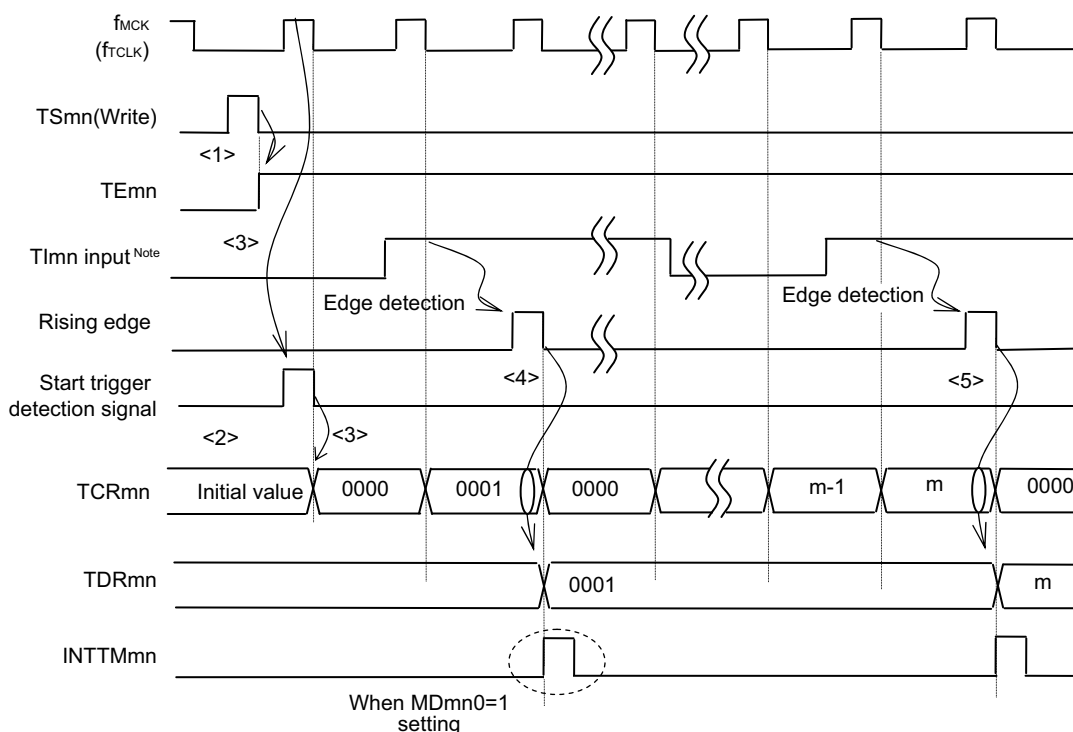 fMCK
(fTCLK)
TSmn(Write)
<1>
TEmn
<3>
TImn input Note
Edge detection
Edge detection
Rising edge
<4>
<5>
Start trigger
detection signal
<2>
<3>
TCRmn
Initial value
0000
0001
0000
m-1
m
0000
TDRmn
0001
m
INTTMmn
When MDmn0=1
setting